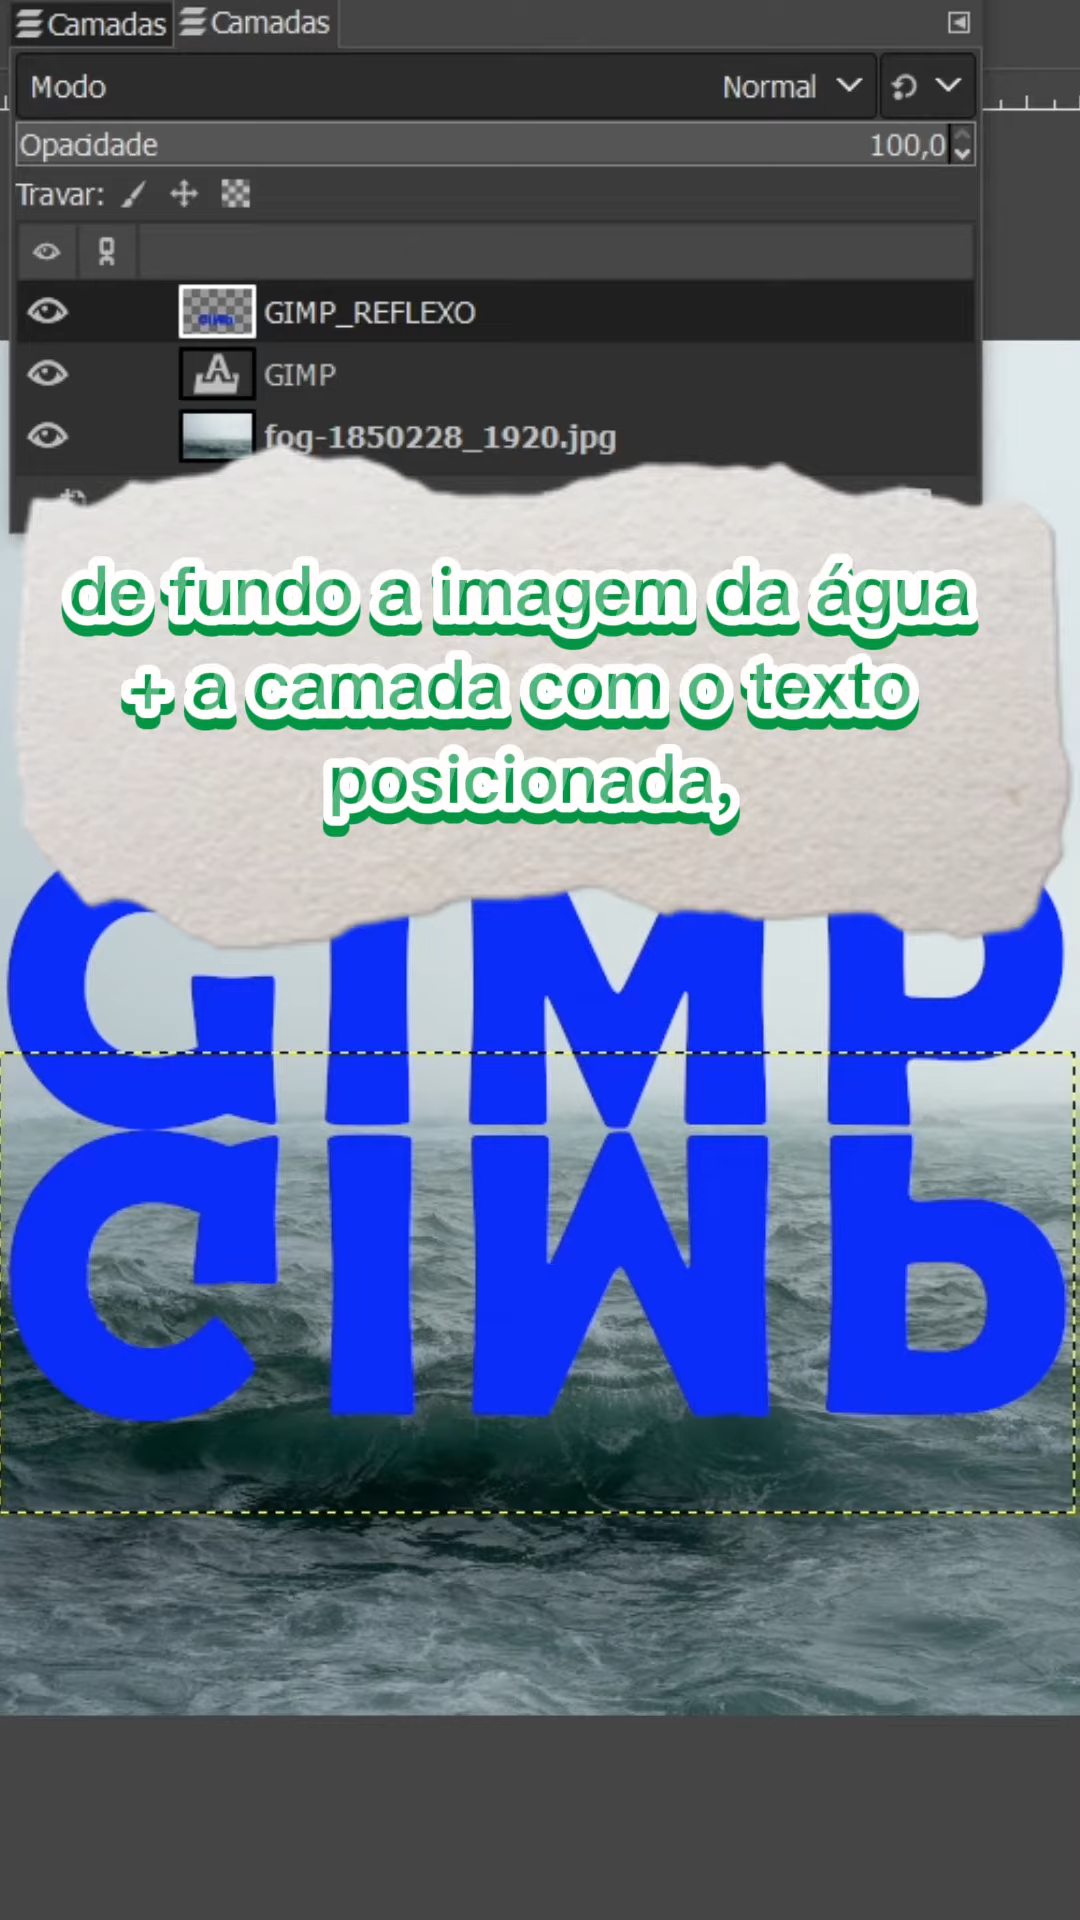 Camadas Camadas
Modo Normal
Opacidade 100,0
Travar:
GIMP_REFLEXO
GIMP
fog-1850228_1920.jpg
de fundo a imagem da água
+ a camada com o texto
posicionada,
GIMP
GIMP